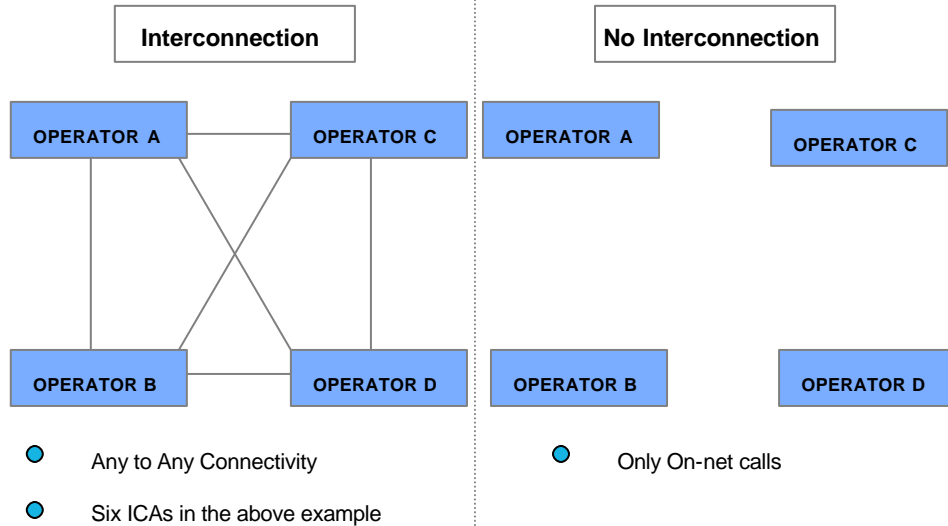 Interconnection
OPERATOR A
OPERATOR C
OPERATOR B
OPERATOR D
Any to Any Connectivity
Six ICAs in the above example
No Interconnection
OPERATOR A
OPERATOR C
OPERATOR B
OPERATOR D
Only On-net calls